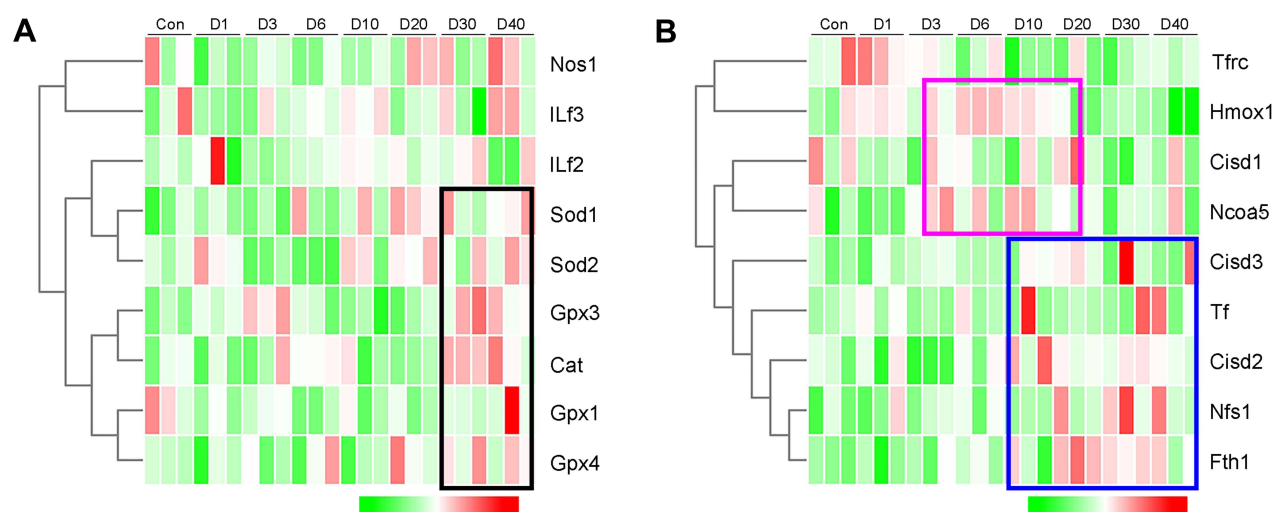 A
Con D1 D3 D6 D10 D20 D30 D40
Nos1
ILf3
ILf2
Sod1
Sod2
Gpx3
Cat
Gpx1
Gpx4
B
Con D1 D3 D6 D10 D20 D30 D40
Tfrc
Hmox1
Cisd1
Ncoa5
Cisd3
Tf
Cisd2
Nfs1
Fth1